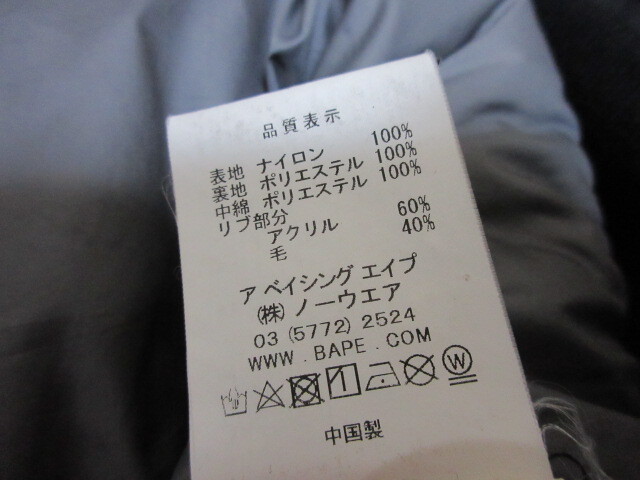 品質表示
表地 ナイロン 100%
裏地 ポリエステル 100%
中綿 ポリエステル 100%
リブ部分
アクリル 60%
毛 40%
ア ベイシング エイプ
(株) ノーウエア
03 (5772) 2524
WWW . BAPE . COM
中国製